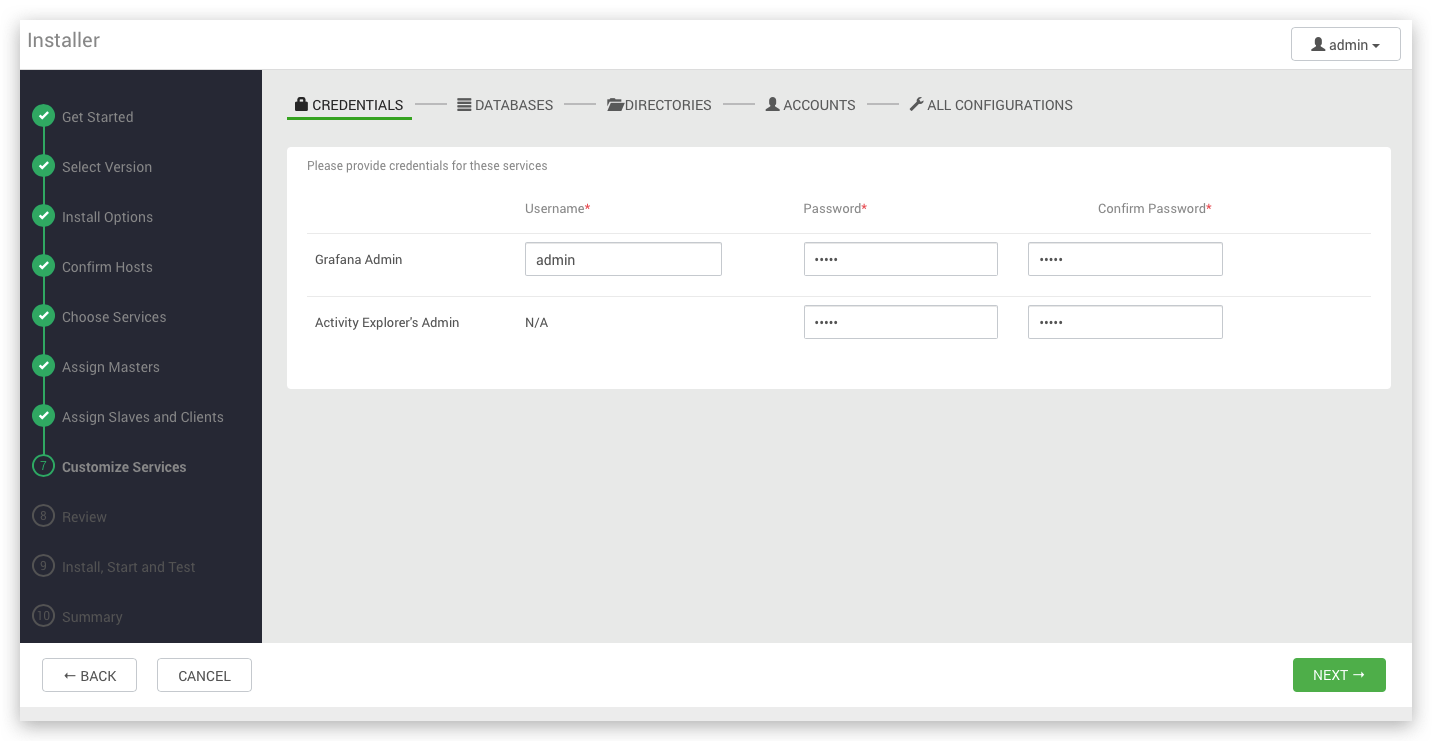 Installer
admin
Get Started
Select Version
Install Options
Confirm Hosts
Choose Services
Assign Masters
Assign Slaves and Clients
7 Customize Services
8 Review
9 Install, Start and Test
10 Summary
CREDENTIALS DATABASES DIRECTORIES ACCOUNTS ALL CONFIGURATIONS
Please provide credentials for these services
Username* Password* Confirm Password*
Grafana Admin admin ••••• •••••
Activity Explorer's Admin N/A ••••• •••••
← BACK CANCEL NEXT →